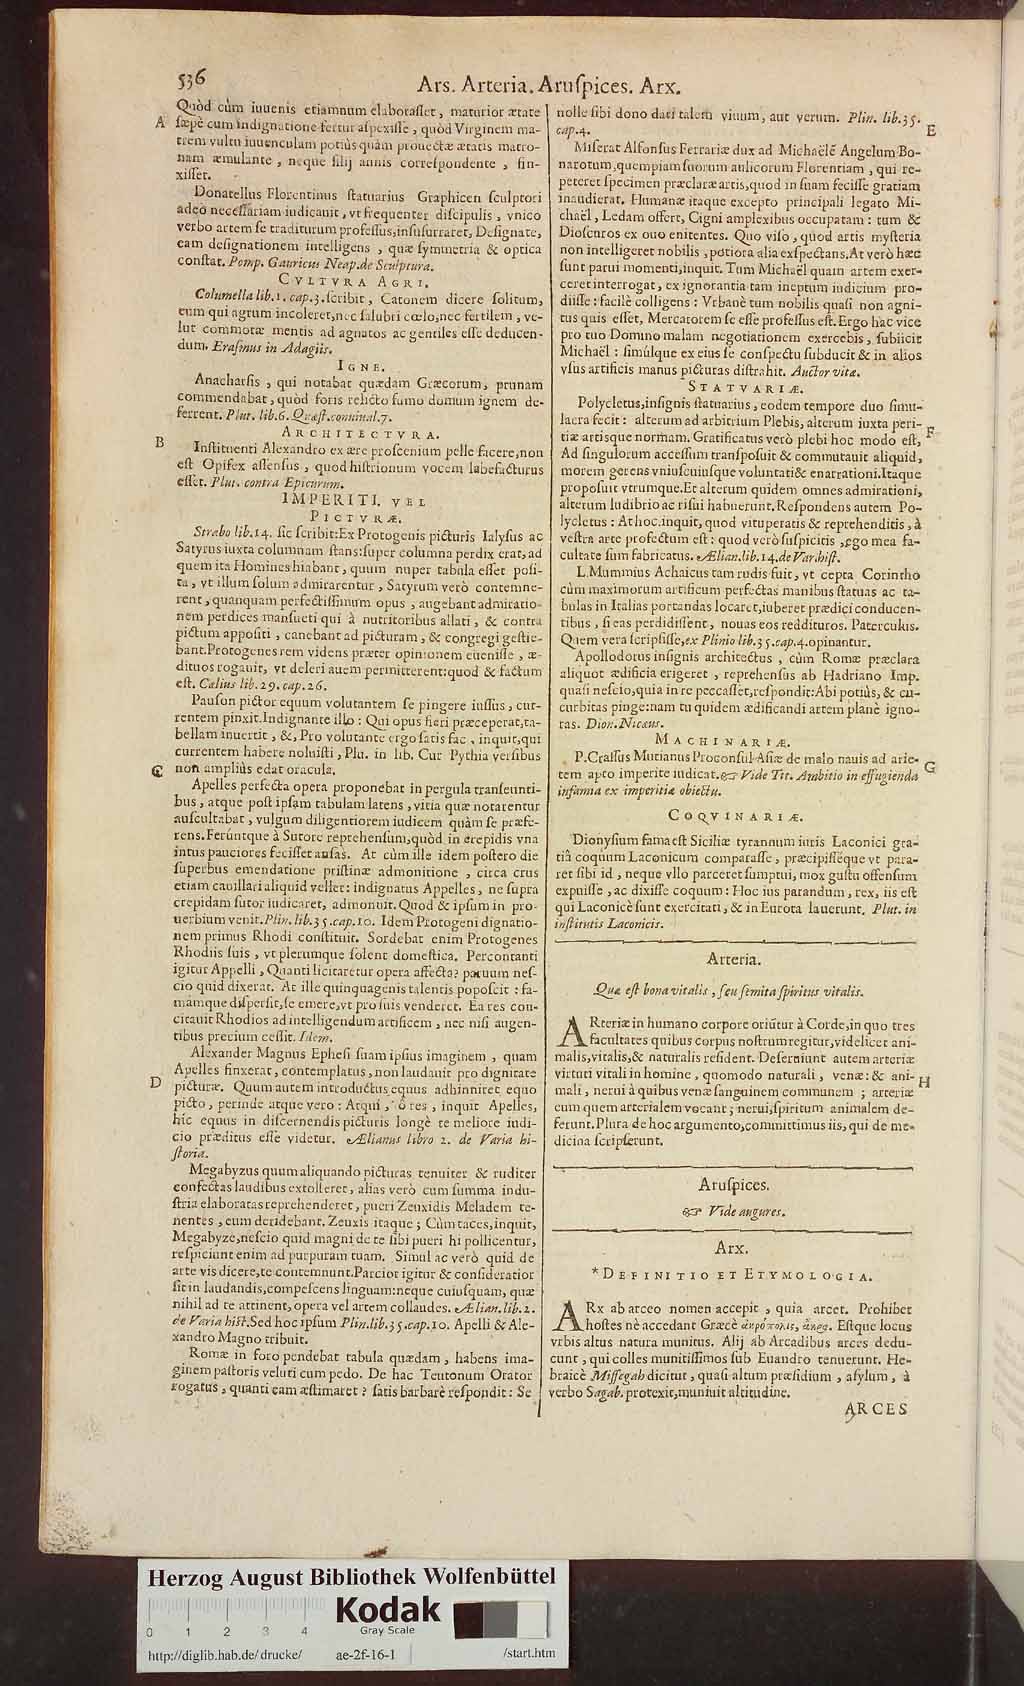 536
Ars. Arteria. Aruſpices. Arx.
Quòd cùm iuuenis etiamnum elaboraſſet, maturior ætate
A
ſæpè cum indignatione fertur aſpexiſſe, quòd Virginem ma-
trem vultu iuuenculam potiùs quàm prouectæ ætatis matro-
nam æmulante, neque filij annis correſpondente, fin-
xiſſet.
Donatellus Florentinus ſtatuarius Graphicen ſculptori
adeò neceſſariam iudicauit, vt frequenter diſcipulis, vnico
verbo artem ſe traditurum profeſſus, inſuſurraret, Deſignate,
eam deſignationem intelligens, quæ ſymmetria & optica
conſtat. Pomp. Gauricus Neap. de Sculptura.
CVLTVRA AGRI.
Columella lib. 1. cap. 3. ſcribit, Catonem dicere ſolitum,
eum qui agrum incoleret, nec ſalubri cœlo, nec fertilem, ve-
lut commotæ mentis ad agnatos ac gentiles eſſe deducen-
dum. Eraſmus in Adagiis.
IGNE.
Anacharſis, qui notabat quædam Græcorum, prunam
commendabat, quòd foris relicto fumo domum ignem de-
ferrent. Plut. lib. 6. Quæſt. conuiual. 7.
ARCHITECTVRA.
B
Inſtituenti Alexandro ex ære proſcenium pelle facere, non
eſt Opifex aſſenſus, quod hiſtrionum vocem labefacturus
eſſet. Plut. contra Epicurum.
IMPERITI, VEL
PICTVRÆ.
Strabo lib. 14. ſic ſcribit: Ex Protogenis picturis Ialyſus ac
Satyrus iuxta columnam ſtans: ſuper columna perdix erat, ad
quem ita Homines hiabant, quum nuper tabula eſſet poſi-
ta, vt illum ſolum admirarentur, Satyrum verò contemne-
rent, quanquam perfectiſſimum opus, augebant admiratio-
nem perdices manſueti qui à nutritoribus allati, & contra
pictum appoſiti, canebant ad picturam, & congregi geſtie-
bant. Protogenes rem videns præter opinionem eueniſſe, æ-
dituos rogauit, vt deleri auem permitterent: quod & factum
eſt. Cælius lib. 29. cap. 26.
Pauſon pictor equum volutantem ſe pingere iuſſus, cur-
rentem pinxit. Indignante illo: Qui opus fieri præceperat, ta-
bellam inuertit, &, Pro volutante ergo ſatis fac, inquit, qui
currentem habere noluiſti, Plu. in lib. Cur Pythia verſibus
C
non ampliùs edat oracula.
Apelles perfecta opera proponebat in pergula tranſeunti-
bus, atque poſt ipſam tabulam latens, vitia quæ notarentur
auſcultabat, vulgum diligentiorem iudicem quàm ſe præfe-
rens. Ferúntque à Sutore reprehenſum, quòd in crepidis vna
intus pauciores feciſſet anſas. At cùm ille idem poſtero die
ſuperbus emendatione priſtinæ admonitione, circa crus
etiam cauillari aliquid vellet: indignatus Appelles, ne ſupra
crepidam ſutor iudicaret, admonuit. Quod & ipſum in pro-
uerbium venit. Plin. lib. 35. cap. 10. Idem Protogeni dignatio-
nem primus Rhodi conſtituit. Sordebat enim Protogenes
Rhodiis ſuis, vt plerumque ſolent domeſtica. Percontanti
igitur Appelli, Quanti licitaretur opera affecta? paruum neſ-
cio quid dixerat. At ille quinquagenis talentis popoſcit: fa-
mamque diſperſit, ſe emere, vt pro ſuis venderet. Ea res con-
citauit Rhodios ad intelligendum artificem, nec niſi augen-
tibus precium ceſſit. Idem.
Alexander Magnus Epheſi ſuam ipſius imaginem, quam
Apelles finxerat, contemplatus, non laudauit pro dignitate
D
picturæ. Quum autem introductus equus adhinniret equo
picto, perinde atque vero: Atqui, ô rex, inquit Apelles,
hic equus in diſcernendis picturis longè te meliore iudi-
cio præditus eſſe videtur. Ælianus libro 2. de Varia hi-
ſtoria.
Megabyzus quum aliquando picturas tenuiter & ruditer
confectas laudibus extolleret, alias verò cum ſumma indu-
ſtria elaboratas reprehenderet, pueri Zeuxidis Meladem te-
nentes, eum deridebant. Zeuxis itaque; Cùm taces, inquit,
Megabyze, neſcio quid magni de te ſibi pueri hi pollicentur,
reſpiciunt enim ad purpuram tuam. Simul ac verò quid de
arte vis dicere, te contemnunt. Parcior igitur & conſideratior
ſit in laudandis, compeſcens linguam: neque cuiuſquam, quæ
nihil ad te attinent, opera vel artem collaudes. Ælian. lib. 2.
de Varia hiſt. Sed hoc ipſum Plin. lib. 35. cap. 10. Apelli & Ale-
xandro Magno tribuit.
Romæ in foro pendebat tabula quædam, habens ima-
ginem paſtoris veluti cum pedo. De hac Teutonum Orator
rogatus, quanti eam æſtimaret? ſatis barbarè reſpondit: Se
nolle ſibi dono dati talem viuum, aut verum. Plin. lib. 35.
cap. 4.
E
Miſerat Alfonſus Ferrariæ dux ad Michaëlē Angelum Bo-
narotum, quempiam ſuorum aulicorum Florentiam, qui re-
peteret ſpecimen præclaræ artis, quod in ſuam feciſſe gratiam
inaudierat. Humanæ itaque excepto principali legato Mi-
chaël, Ledam offert, Cigni amplexibus occupatam: tum &
Dioſcuros ex ouo enitentes. Quo viſo, quòd artis myſteria
non intelligeret nobilis, potiora alia exſpectans. At verò hæc
ſunt parui momenti, inquit. Tum Michaël quam artem exer-
ceret interrogat, ex ignorantia tam ineptum iudicium pro-
diiſſe: facilè colligens: Vrbanè tum nobilis quaſi non agni-
tus quis eſſet, Mercatorem ſe eſſe profeſſus eſt. Ergo hac vice
pro tuo Domino malam negotiationem exercebis, ſubiicit
Michaël: ſimúlque ex eius ſe conſpectu ſubducit & in alios
vſus artificis manus picturas diſtrahit. Auctor vitæ.
STATVARIÆ.
Polycletus, inſignis ſtatuarius, eodem tempore duo ſimu-
lacra fecit: alterum ad arbitrium Plebis, alterum iuxta peri-
F
tiæ artisque normam. Gratificatus verò plebi hoc modo eſt,
Ad ſingulorum acceſſum tranſpoſuit & commutauit aliquid,
morem gerens vniuſcuiuſque voluntati & enarrationi. Itaque
propoſuit vtrumque. Et alterum quidem omnes admirationi,
alterum ludibrio ac riſui habuerunt. Reſpondens autem Po-
lycletus: At hoc, inquit, quod vituperatis & reprehenditis, à
veſtra arte profectum eſt: quod verò ſuſpicitis, ego mea fa-
cultate ſum fabricatus. Ælian. lib. 14. de Var. hiſt.
L. Mummius Achaicus tam rudis fuit, vt cepta Corintho
cùm maximorum artificum perfectas manibus ſtatuas ac ta-
bulas in Italias portandas locaret, iuberet prædici conducen-
tibus, ſi eas perdidiſſent, nouas eos reddituros. Paterculus.
Quem vera ſcripſiſſe, ex Plinio lib. 35. cap. 4. opinantur.
Apollodorus inſignis architectus, cùm Romæ præclara
aliquot ædificia erigeret, reprehenſus ab Hadriano Imp.
quaſi neſcio, quia in re peccaſſet, reſpondit: Abi potiùs, & cu-
curbitas pinge: nam tu quidem ædificandi artem planè igno-
ras. Dion. Nicæus.
MACHINARIÆ.
P. Craſſus Mutianus Proconſul Aſiæ de malo nauis ad arie-
G
tem apto imperite iudicat. ☞ Vide Tit. Ambitio in effugienda
infamia ex imperitiæ obiectu.
COQVINARIÆ.
Dionyſium fama eſt Siciliæ tyrannum iuris Laconici gra-
tiâ coquum Laconicum comparaſſe, præcipiſſéque vt para-
ret ſibi id, neque vllo parceret ſumptui, mox guſtu offenſum
expuiſſe, ac dixiſſe coquum: Hoc ius parandum, rex, iis eſt
qui Laconicè ſunt exercitati, & in Eurota lauerunt. Plut. in
inſtitutis Laconicis.
Arteria.
Quæ eſt bona vitalis, ſeu ſemita ſpiritus vitalis.
ARteriæ in humano corpore oriūtur à Corde, in quo tres
facultates quibus corpus noſtrum regitur, videlicet ani-
malis, vitalis, & naturalis reſident. Deſeruiunt autem arteriæ
virtuti vitali in homine, quomodo naturali, venæ: & ani-
H
mali, nerui à quibus venæ ſanguinem communem; arteriæ
eum quem arterialem vocant; nerui, ſpiritum animalem de-
ferunt. Plura de hoc argumento, committimus iis, qui de me-
dicina ſcripſerunt.
Aruſpices.
☞ Vide augures.
Arx.
*DEFINITIO ET ETYMOLOGIA.
ARx ab arceo nomen accepit, quia arcet. Prohibet
hoſtes nè accedant Græcè ἀκρόπολις, ἄκρα. Eſtque locus
vrbis altus natura munitus. Alij ab Arcadibus arces dedu-
cunt, qui colles munitiſſimos ſub Euandro tenuerunt. He-
braicè Miſſegab dicitur, quaſi altum præſidium, aſylum, à
verbo Sagab. protexit, muniuit altitudine.
ARCES
Herzog August Bibliothek Wolfenbüttel
0 1 2 3 4
Kodak
Gray Scale
http://diglib.hab.de/drucke/ ae-2f-16-1 /start.htm